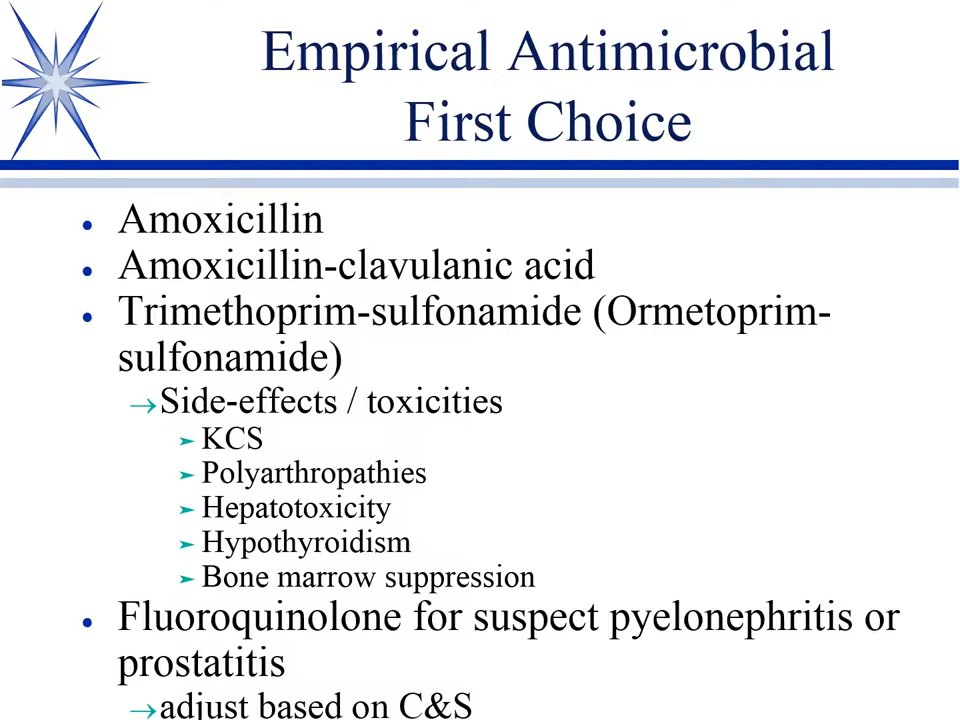 Empirical Antimicrobial
First Choice
• Amoxicillin
• Amoxicillin-clavulanic acid
• Trimethoprim-sulfonamide (Ormetoprim-
sulfonamide)
→Side-effects / toxicities
➢ KCS
➢ Polyarthropathies
➢ Hepatotoxicity
➢ Hypothyroidism
➢ Bone marrow suppression
• Fluoroquinolone for suspect pyelonephritis or
prostatitis
→adjust based on C&S